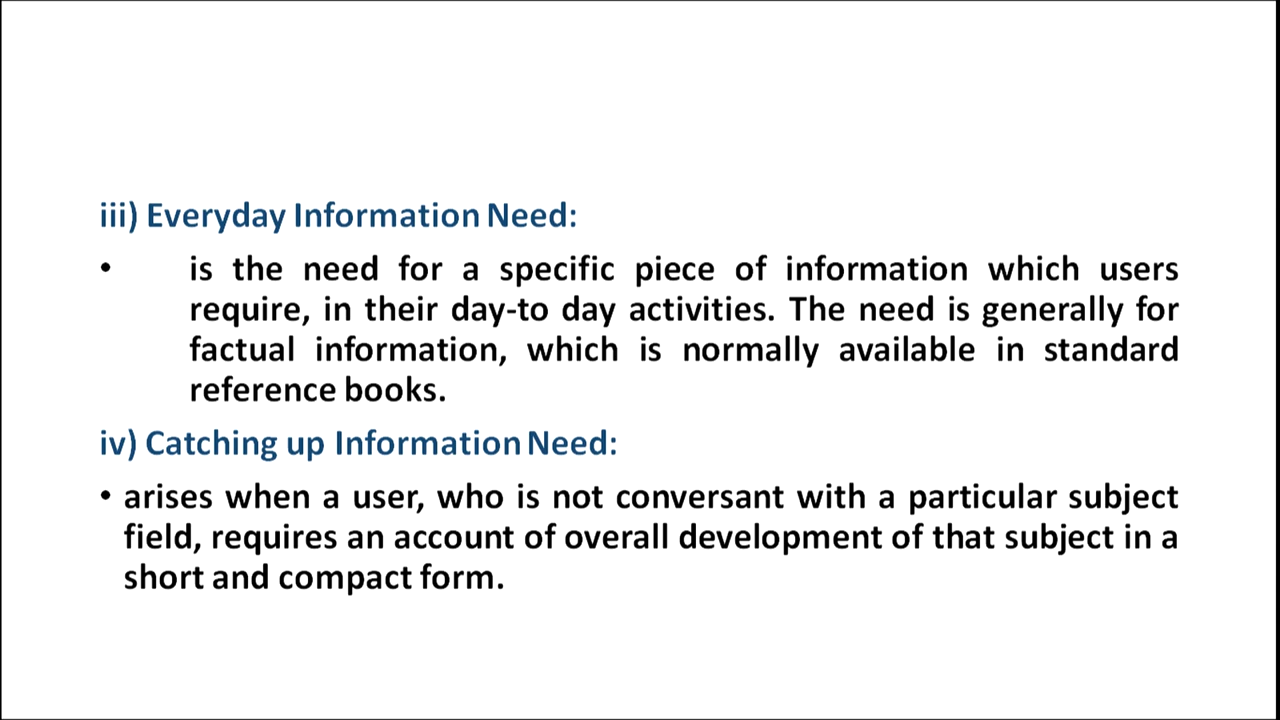 iii) Everyday Information Need:
• is the need for a specific piece of information which users
require, in their day-to day activities. The need is generally for
factual information, which is normally available in standard
reference books.
iv) Catching up Information Need:
• arises when a user, who is not conversant with a particular subject
field, requires an account of overall development of that subject in a
short and compact form.